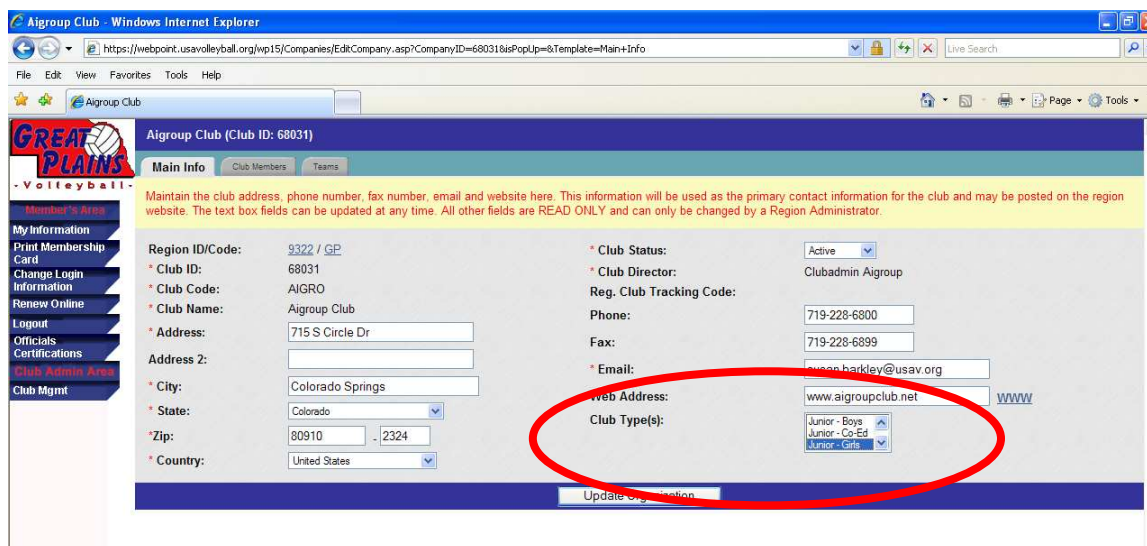 Aigroup Club - Windows Internet Explorer
https://webpoint.usavolleyball.org/wp15/Companies/EditCompany.asp?CompanyID=68031&isPopUp=&Template=Main+Info
Live Search
File Edit View Favorites Tools Help
Aigroup Club
Page Tools
GREAT PLAINS
- Volleyball -
Member's Area
My Information
Print Membership Card
Change Login Information
Renew Online
Logout
Officials Certifications
Club Admin Area
Club Mgmt
Aigroup Club (Club ID: 68031)
Main Info Club Members Teams
Maintain the club address, phone number, fax number, email and website here. This information will be used as the primary contact information for the club and may be posted on the region
website. The text box fields can be updated at any time. All other fields are READ ONLY and can only be changed by a Region Administrator.
Region ID/Code: 9322 / GP
* Club ID: 68031
* Club Code: AIGRO
* Club Name: Aigroup Club
* Address: 715 S Circle Dr
Address 2:
* City: Colorado Springs
* State: Colorado
*Zip: 80910 - 2324
* Country: United States
* Club Status: Active
* Club Director: Clubadmin Aigroup
Reg. Club Tracking Code:
Phone: 719-228-6800
Fax: 719-228-6899
* Email: susan.barkley@usav.org
Web Address: www.aigroupclub.net WWW
Club Type(s): Junior - Boys
Junior - Co-Ed
Junior - Girls
Update Organization